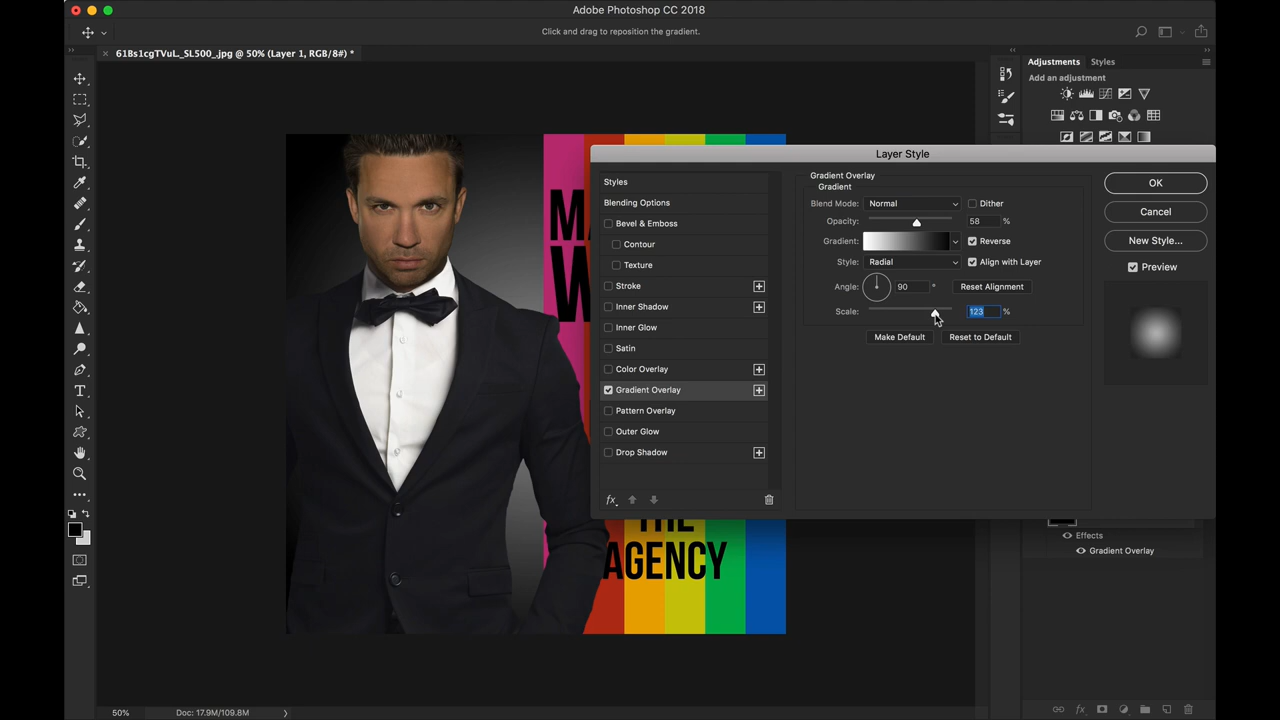 Adobe Photoshop CC 2018
Click and drag to reposition the gradient.
61Bs1cgTVuL._SL500_.jpg @ 50% (Layer 1, RGB/8#) *
Adjustments
Styles
Add an adjustment
Layer Style
Styles
Blending Options
Bevel & Emboss
Contour
Texture
Stroke
Inner Shadow
Inner Glow
Satin
Color Overlay
Gradient Overlay
Pattern Overlay
Outer Glow
Drop Shadow
fx
Gradient Overlay
Gradient
Blend Mode: Normal
Dither
Opacity: 58 %
Gradient:
Reverse
Style: Radial
Align with Layer
Angle: 90 °
Reset Alignment
Scale: 123 %
Make Default
Reset to Default
OK
Cancel
New Style...
Preview
THE
AGENCY
Effects
Gradient Overlay
50%
Doc: 17.9M/109.8M
fx